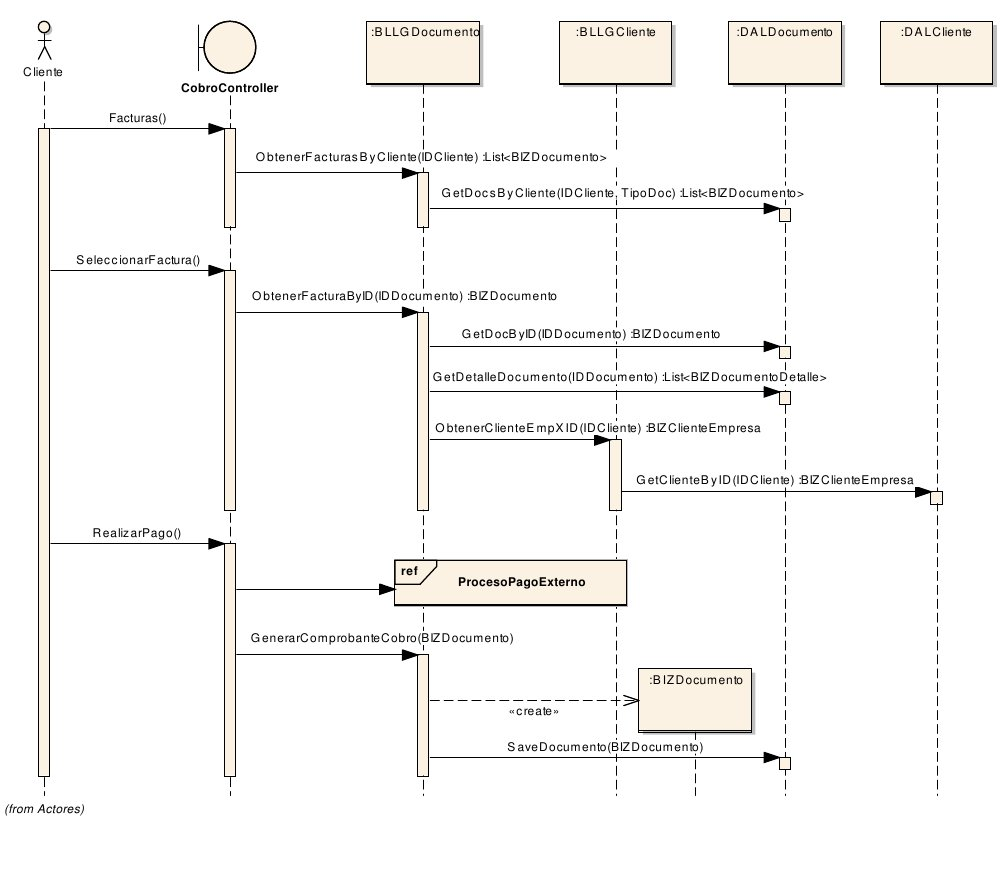 :BLLGDocumento
:BLLGCliente
:DALDocumento
:DALCliente
Cliente
CobroController
Facturas()
ObtenerFacturasByCliente(IDCliente) :List<BIZDocumento>
GetDocsByCliente(IDCliente, TipoDoc) :List<BIZDocumento>
SeleccionarFactura()
ObtenerFacturaByID(IDDocumento) :BIZDocumento
GetDocByID(IDDocumento) :BIZDocumento
GetDetalleDocumento(IDDocumento) :List<BIZDocumentoDetalle>
ObtenerClienteEmpXID(IDCliente) :BIZClienteEmpresa
GetClienteByID(IDCliente) :BIZClienteEmpresa
RealizarPago()
ref
ProcesoPagoExterno
GenerarComprobanteCobro(BIZDocumento)
:BIZDocumento
«create»
SaveDocumento(BIZDocumento)
(from Actores)